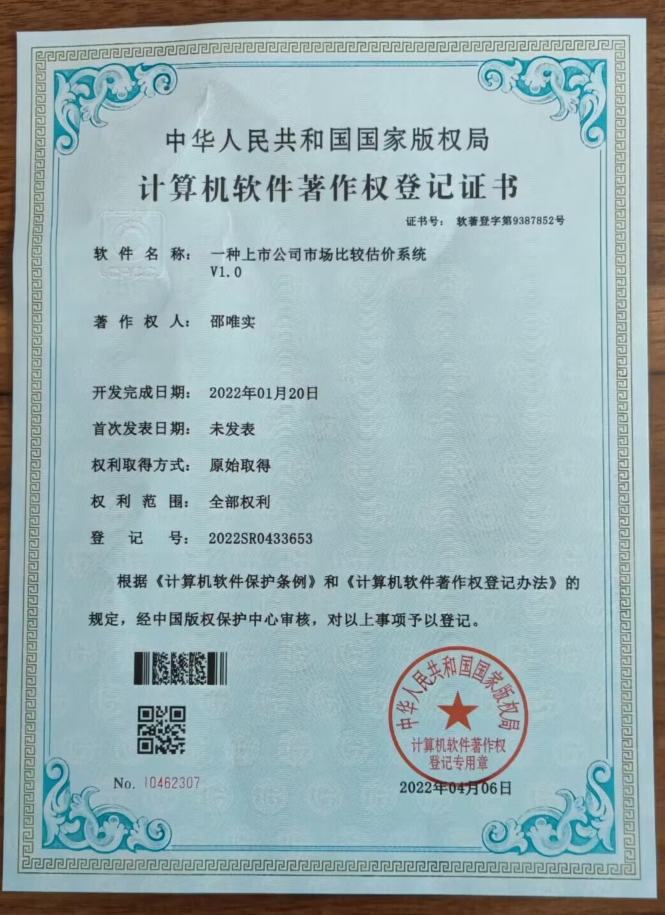 中华人民共和国国家版权局
计算机软件著作权登记证书
证书号： 软著登字第9387852号
软件名称： 一种上市公司市场比较估价系统
V1.0
著作权人： 邵唯实
开发完成日期： 2022年01月20日
首次发表日期： 未发表
权利取得方式： 原始取得
权利范围： 全部权利
登记号： 2022SR0433653
根据《计算机软件保护条例》和《计算机软件著作权登记办法》的
规定，经中国版权保护中心审核，对以上事项予以登记。
中华人民共和国国家版权局
计算机软件著作权
登记专用章
No. 10462307
2022年04月06日